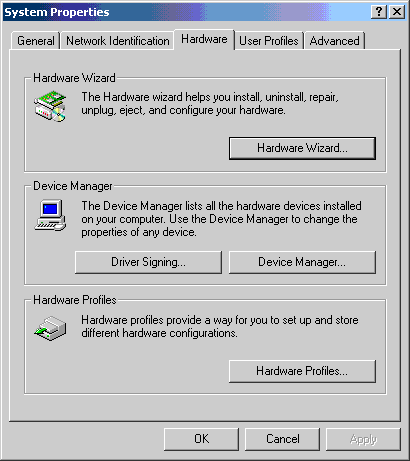 System Properties
General Network Identification Hardware User Profiles Advanced
Hardware Wizard
The Hardware wizard helps you install, uninstall, repair,
unplug, eject, and configure your hardware.
Hardware Wizard...
Device Manager
The Device Manager lists all the hardware devices installed
on your computer. Use the Device Manager to change the
properties of any device.
Driver Signing... Device Manager...
Hardware Profiles
Hardware profiles provide a way for you to set up and store
different hardware configurations.
Hardware Profiles...
OK Cancel Apply